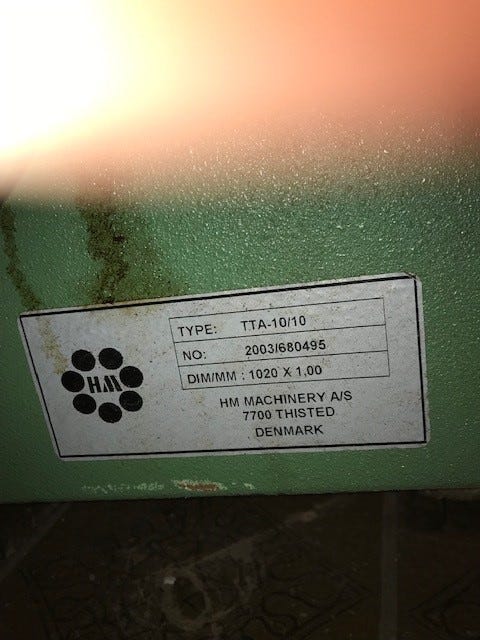 HM
TYPE: TTA-10/10
NO: 2003/680495
DIM/MM : 1020 X 1,00
HM MACHINERY A/S
7700 THISTED
DENMARK